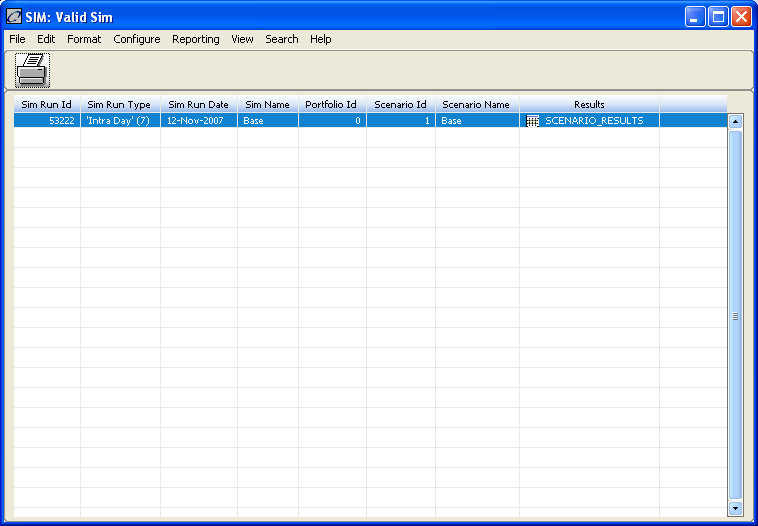 SIM: Valid Sim
File Edit Format Configure Reporting View Search Help
Sim Run Id Sim Run Type Sim Run Date Sim Name Portfolio Id Scenario Id Scenario Name Results
53222 'Intra Day' (7) 12-Nov-2007 Base 0 1 Base SCENARIO_RESULTS